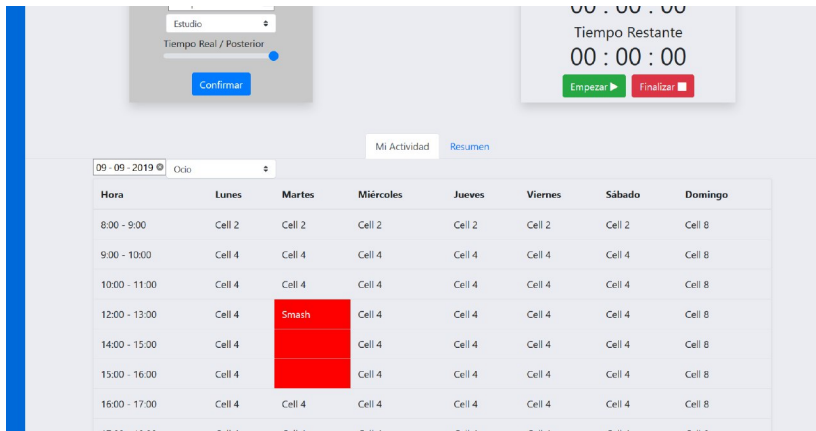 Estudio
Tiempo Real / Posterior
Confirmar
00 : 00 : 00
Tiempo Restante
00 : 00 : 00
Empezar Finalizar
Mi Actividad Resumen
09 - 09 - 2019 Ocio
Hora Lunes Martes Miércoles Jueves Viernes Sábado Domingo
8:00 - 9:00 Cell 2 Cell 2 Cell 2 Cell 2 Cell 2 Cell 2 Cell 8
9:00 - 10:00 Cell 4 Cell 4 Cell 4 Cell 4 Cell 4 Cell 4 Cell 8
10:00 - 11:00 Cell 4 Cell 4 Cell 4 Cell 4 Cell 4 Cell 4 Cell 8
12:00 - 13:00 Cell 4 Smash Cell 4 Cell 4 Cell 4 Cell 4 Cell 8
14:00 - 15:00 Cell 4 Cell 4 Cell 4 Cell 4 Cell 4 Cell 8
15:00 - 16:00 Cell 4 Cell 4 Cell 4 Cell 4 Cell 4 Cell 8
16:00 - 17:00 Cell 4 Cell 4 Cell 4 Cell 4 Cell 4 Cell 4 Cell 8